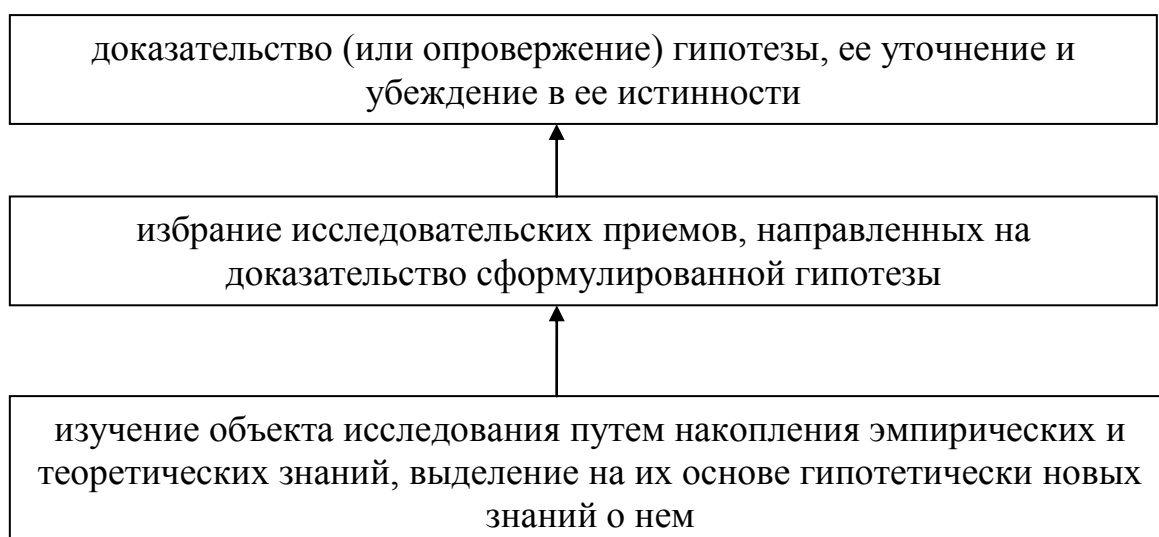 доказательство (или опровержение) гипотезы, ее уточнение и
убеждение в ее истинности
избрание исследовательских приемов, направленных на
доказательство сформулированной гипотезы
изучение объекта исследования путем накопления эмпирических и
теоретических знаний, выделение на их основе гипотетически новых
знаний о нем